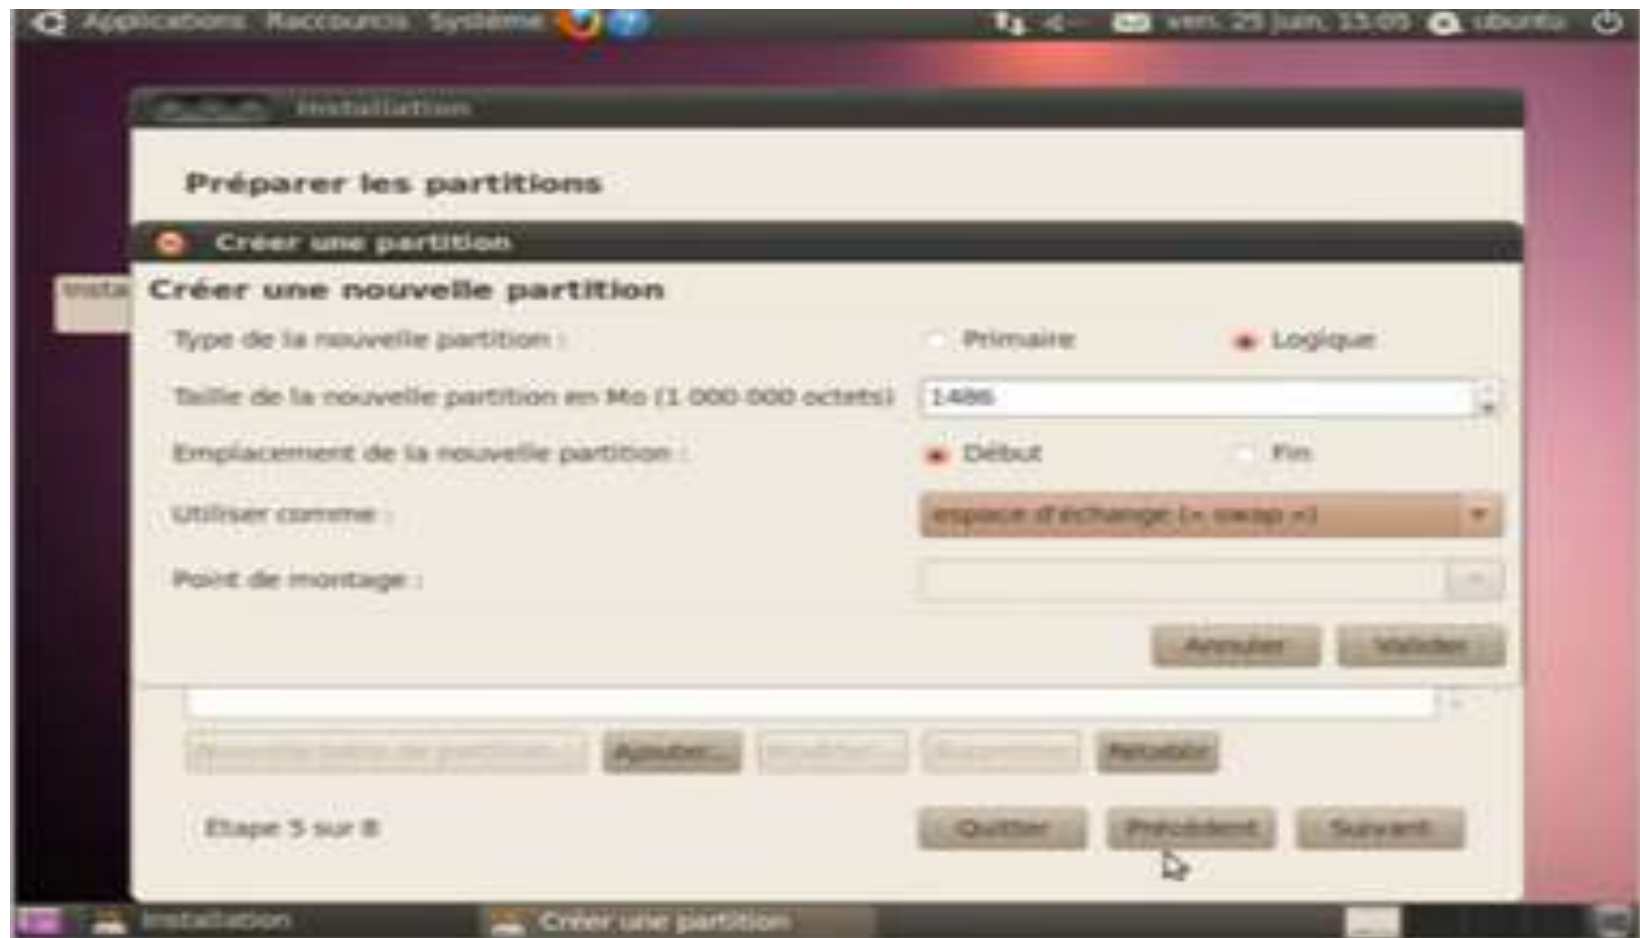 Applications Raccourcis Système ven. 25 juin, 13:05 ubuntu
Installation
Préparer les partitions
Créer une partition
Insta
Créer une nouvelle partition
Type de la nouvelle partition : Primaire Logique
Taille de la nouvelle partition en Mo (1 000 000 octets) 1486
Emplacement de la nouvelle partition : Début Fin
Utiliser comme : espace d'échange (« swap »)
Point de montage :
Annuler Valider
Ajouter... Rétablir
Étape 5 sur 8 Quitter Précédent Suivant
Installation Créer une partition